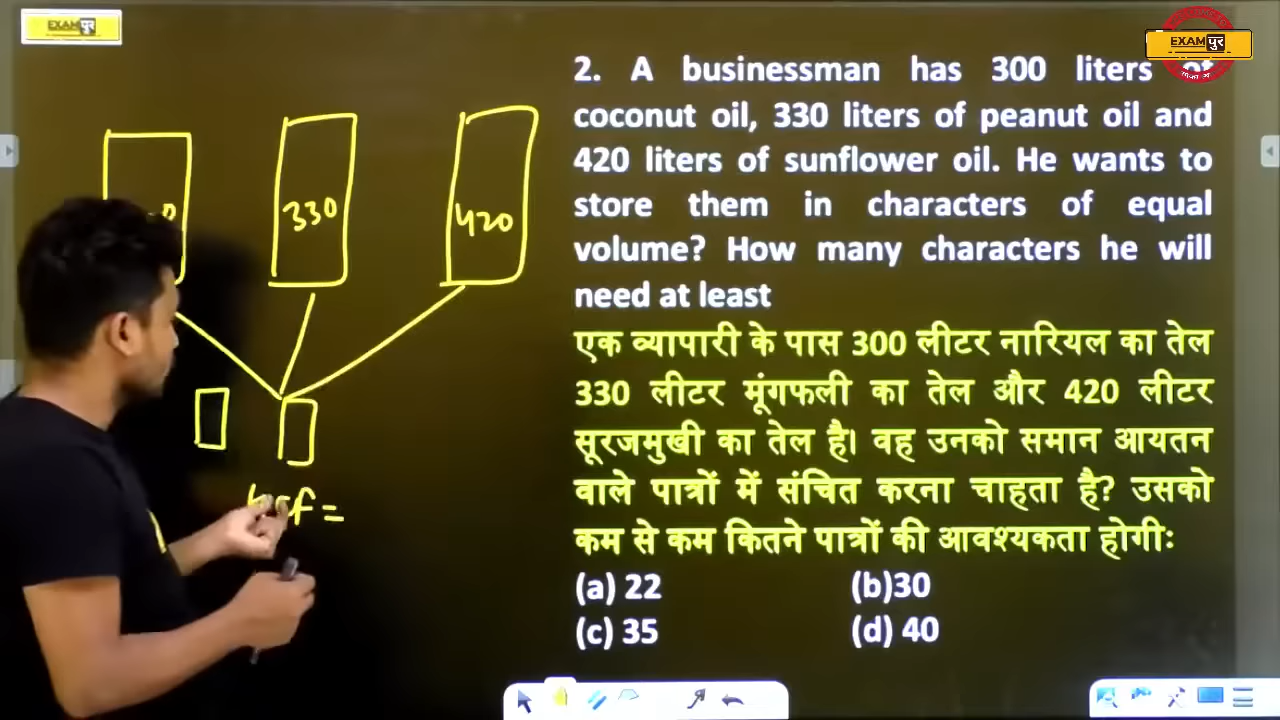 EXAMपुर
EXAMपुर
2. A businessman has 300 liters of
coconut oil, 330 liters of peanut oil and
420 liters of sunflower oil. He wants to
store them in characters of equal
volume? How many characters he will
need at least
एक व्यापारी के पास 300 लीटर नारियल का तेल
330 लीटर मूंगफली का तेल और 420 लीटर
सूरजमुखी का तेल है। वह उनको समान आयतन
वाले पात्रों में संचित करना चाहता है? उसको
कम से कम कितने पात्रों की आवश्यकता होगीः
(a) 22 (b)30
(c) 35 (d) 40
330
420